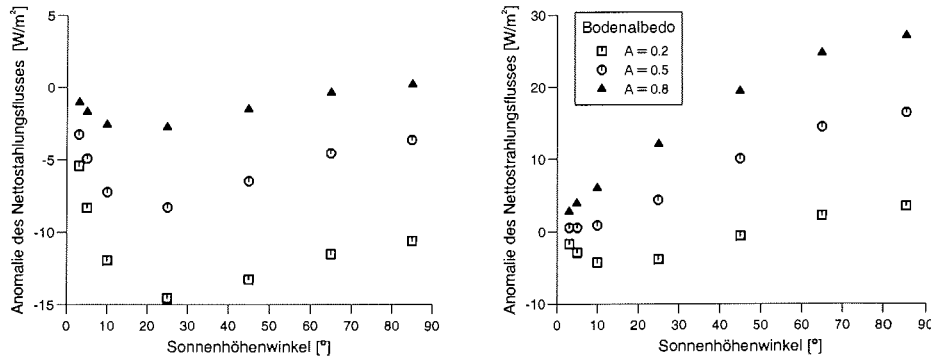 Anomalie des Nettostahlungsflusses [W/m²]
5
0
-5
-10
-15
0 10 20 30 40 50 60 70 80 90
Sonnenhöhenwinkel [°]
Anomalie des Nettostrahlungsflusses [W/m²]
30
20
10
0
-10
Bodenalbedo
A = 0.2
A = 0.5
A = 0.8
0 10 20 30 40 50 60 70 80 90
Sonnenhöhenwinkel [°]